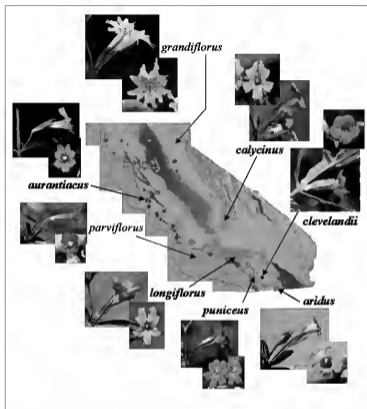 grandiflorus
calycinus
clevelandii
aurantiacus
parviflorus
longiflorus
puniceus
aridus